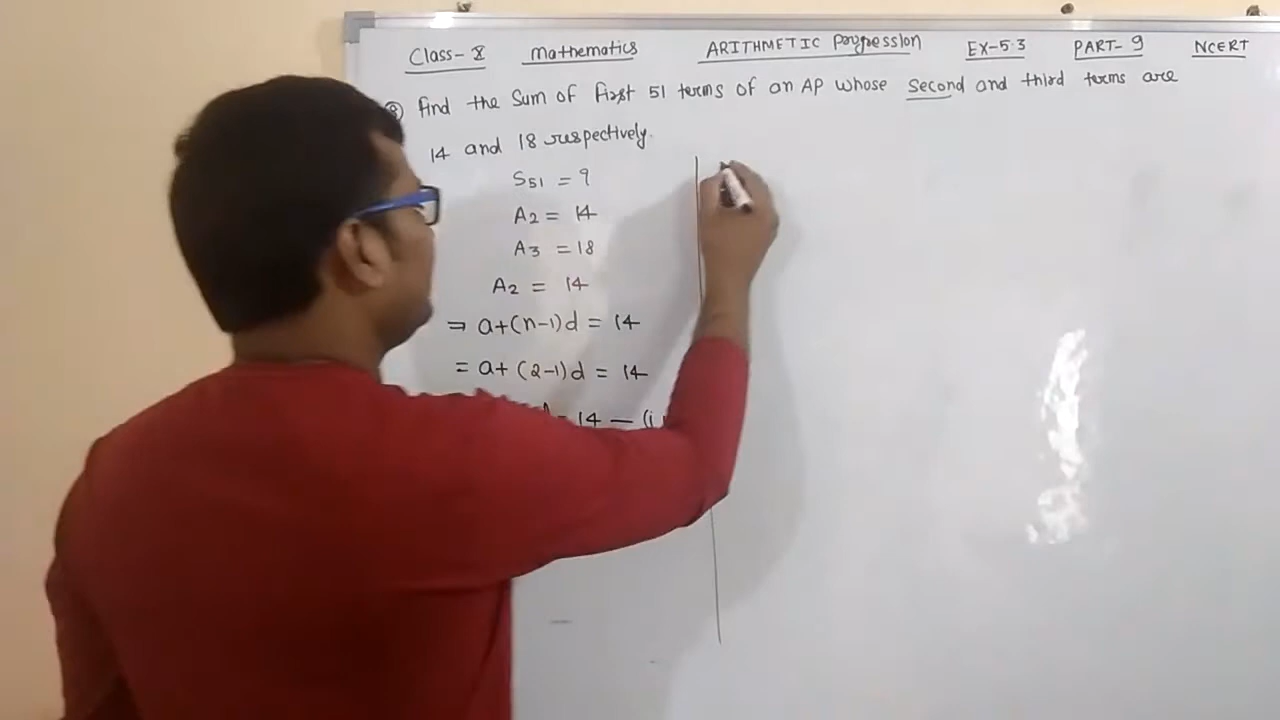 Class-X Mathematics ARITHMETIC Progression EX-5.3 PART-9 NCERT
Find the Sum of first 51 terms of an AP whose Second and third terms are
14 and 18 respectively.
S51 = ?
A2 = 14
A3 = 18
A2 = 14
⇒ a+(n-1)d = 14
= a+(2-1)d = 14
= 14 — (i